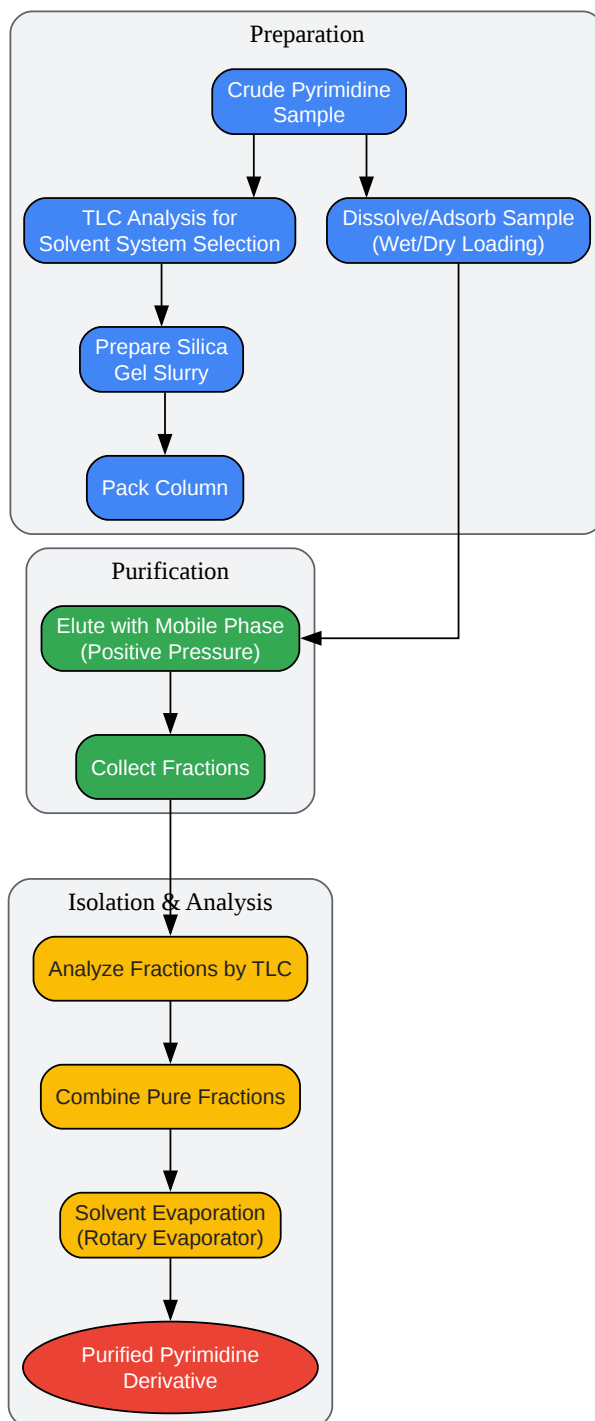 Preparation
Crude Pyrimidine
Sample
TLC Analysis for
Solvent System Selection
Dissolve/Adsorb Sample
(Wet/Dry Loading)
Prepare Silica
Gel Slurry
Pack Column
Purification
Elute with Mobile Phase
(Positive Pressure)
Collect Fractions
Isolation & Analysis
Analyze Fractions by TLC
Combine Pure Fractions
Solvent Evaporation
(Rotary Evaporator)
Purified Pyrimidine
Derivative